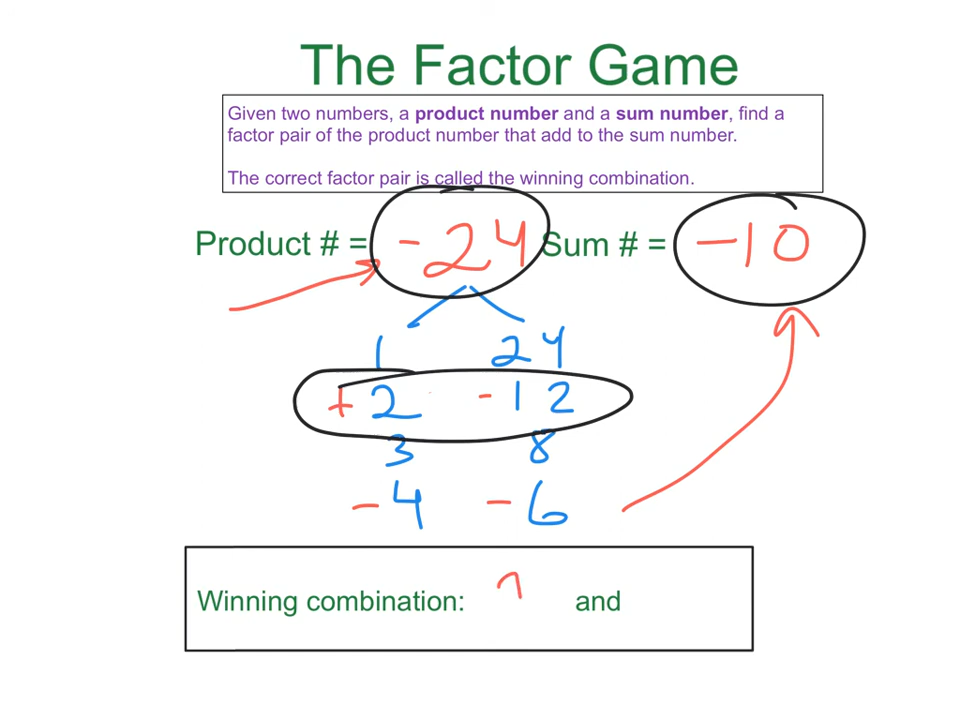 The Factor Game
Given two numbers, a product number and a sum number, find a
factor pair of the product number that add to the sum number.
The correct factor pair is called the winning combination.
Product # = -24 Sum # = -10
1 24
+2 -12
3 8
-4 -6
Winning combination: and